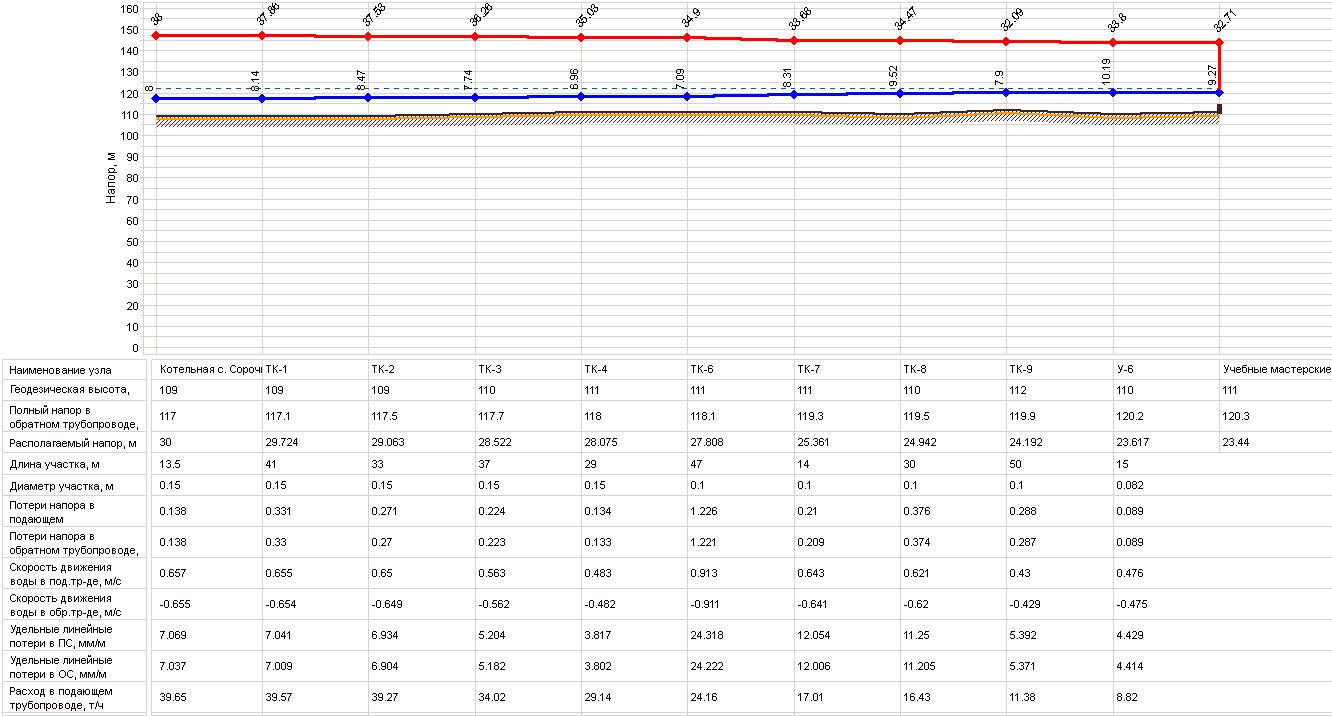 160
150
140
130
120
110
100
90
80
70
60
50
40
30
20
10
0
Напор, м
38 37.86 37.53 36.26 35.03 34.9 33.68 34.47 32.09 33.8 32.71
8 8.14 8.47 7.74 6.96 7.09 8.31 9.52 7.9 10.19 9.27
Наименование узла Котельная с. Сороч ТК-1 ТК-2 ТК-3 ТК-4 ТК-6 ТК-7 ТК-8 ТК-9 У-6 Учебные мастерские
Геодезическая высота, 109 109 109 110 111 111 111 110 112 110 111
Полный напор в
обратном трубопроводе, 117 117.1 117.5 117.7 118 118.1 119.3 119.5 119.9 120.2 120.3
Располагаемый напор, м 30 29.724 29.063 28.522 28.075 27.808 25.361 24.942 24.192 23.617 23.44
Длина участка, м 13.5 41 33 37 29 47 14 30 50 15
Диаметр участка, м 0.15 0.15 0.15 0.15 0.15 0.1 0.1 0.1 0.1 0.082
Потери напора в
подающем 0.138 0.331 0.271 0.224 0.134 1.226 0.21 0.376 0.288 0.089
Потери напора в
обратном трубопроводе, 0.138 0.33 0.27 0.223 0.133 1.221 0.209 0.374 0.287 0.089
Скорость движения
воды в под.тр-де, м/с 0.657 0.655 0.65 0.563 0.483 0.913 0.643 0.621 0.43 0.476
Скорость движения
воды в обр.тр-де, м/с -0.655 -0.654 -0.649 -0.562 -0.482 -0.911 -0.641 -0.62 -0.429 -0.475
Удельные линейные
потери в ПС, мм/м 7.069 7.041 6.934 5.204 3.817 24.318 12.054 11.25 5.392 4.429
Удельные линейные
потери в ОС, мм/м 7.037 7.009 6.904 5.182 3.802 24.222 12.006 11.205 5.371 4.414
Расход в подающем
трубопроводе, т/ч 39.65 39.57 39.27 34.02 29.14 24.16 17.01 16.43 11.38 8.82